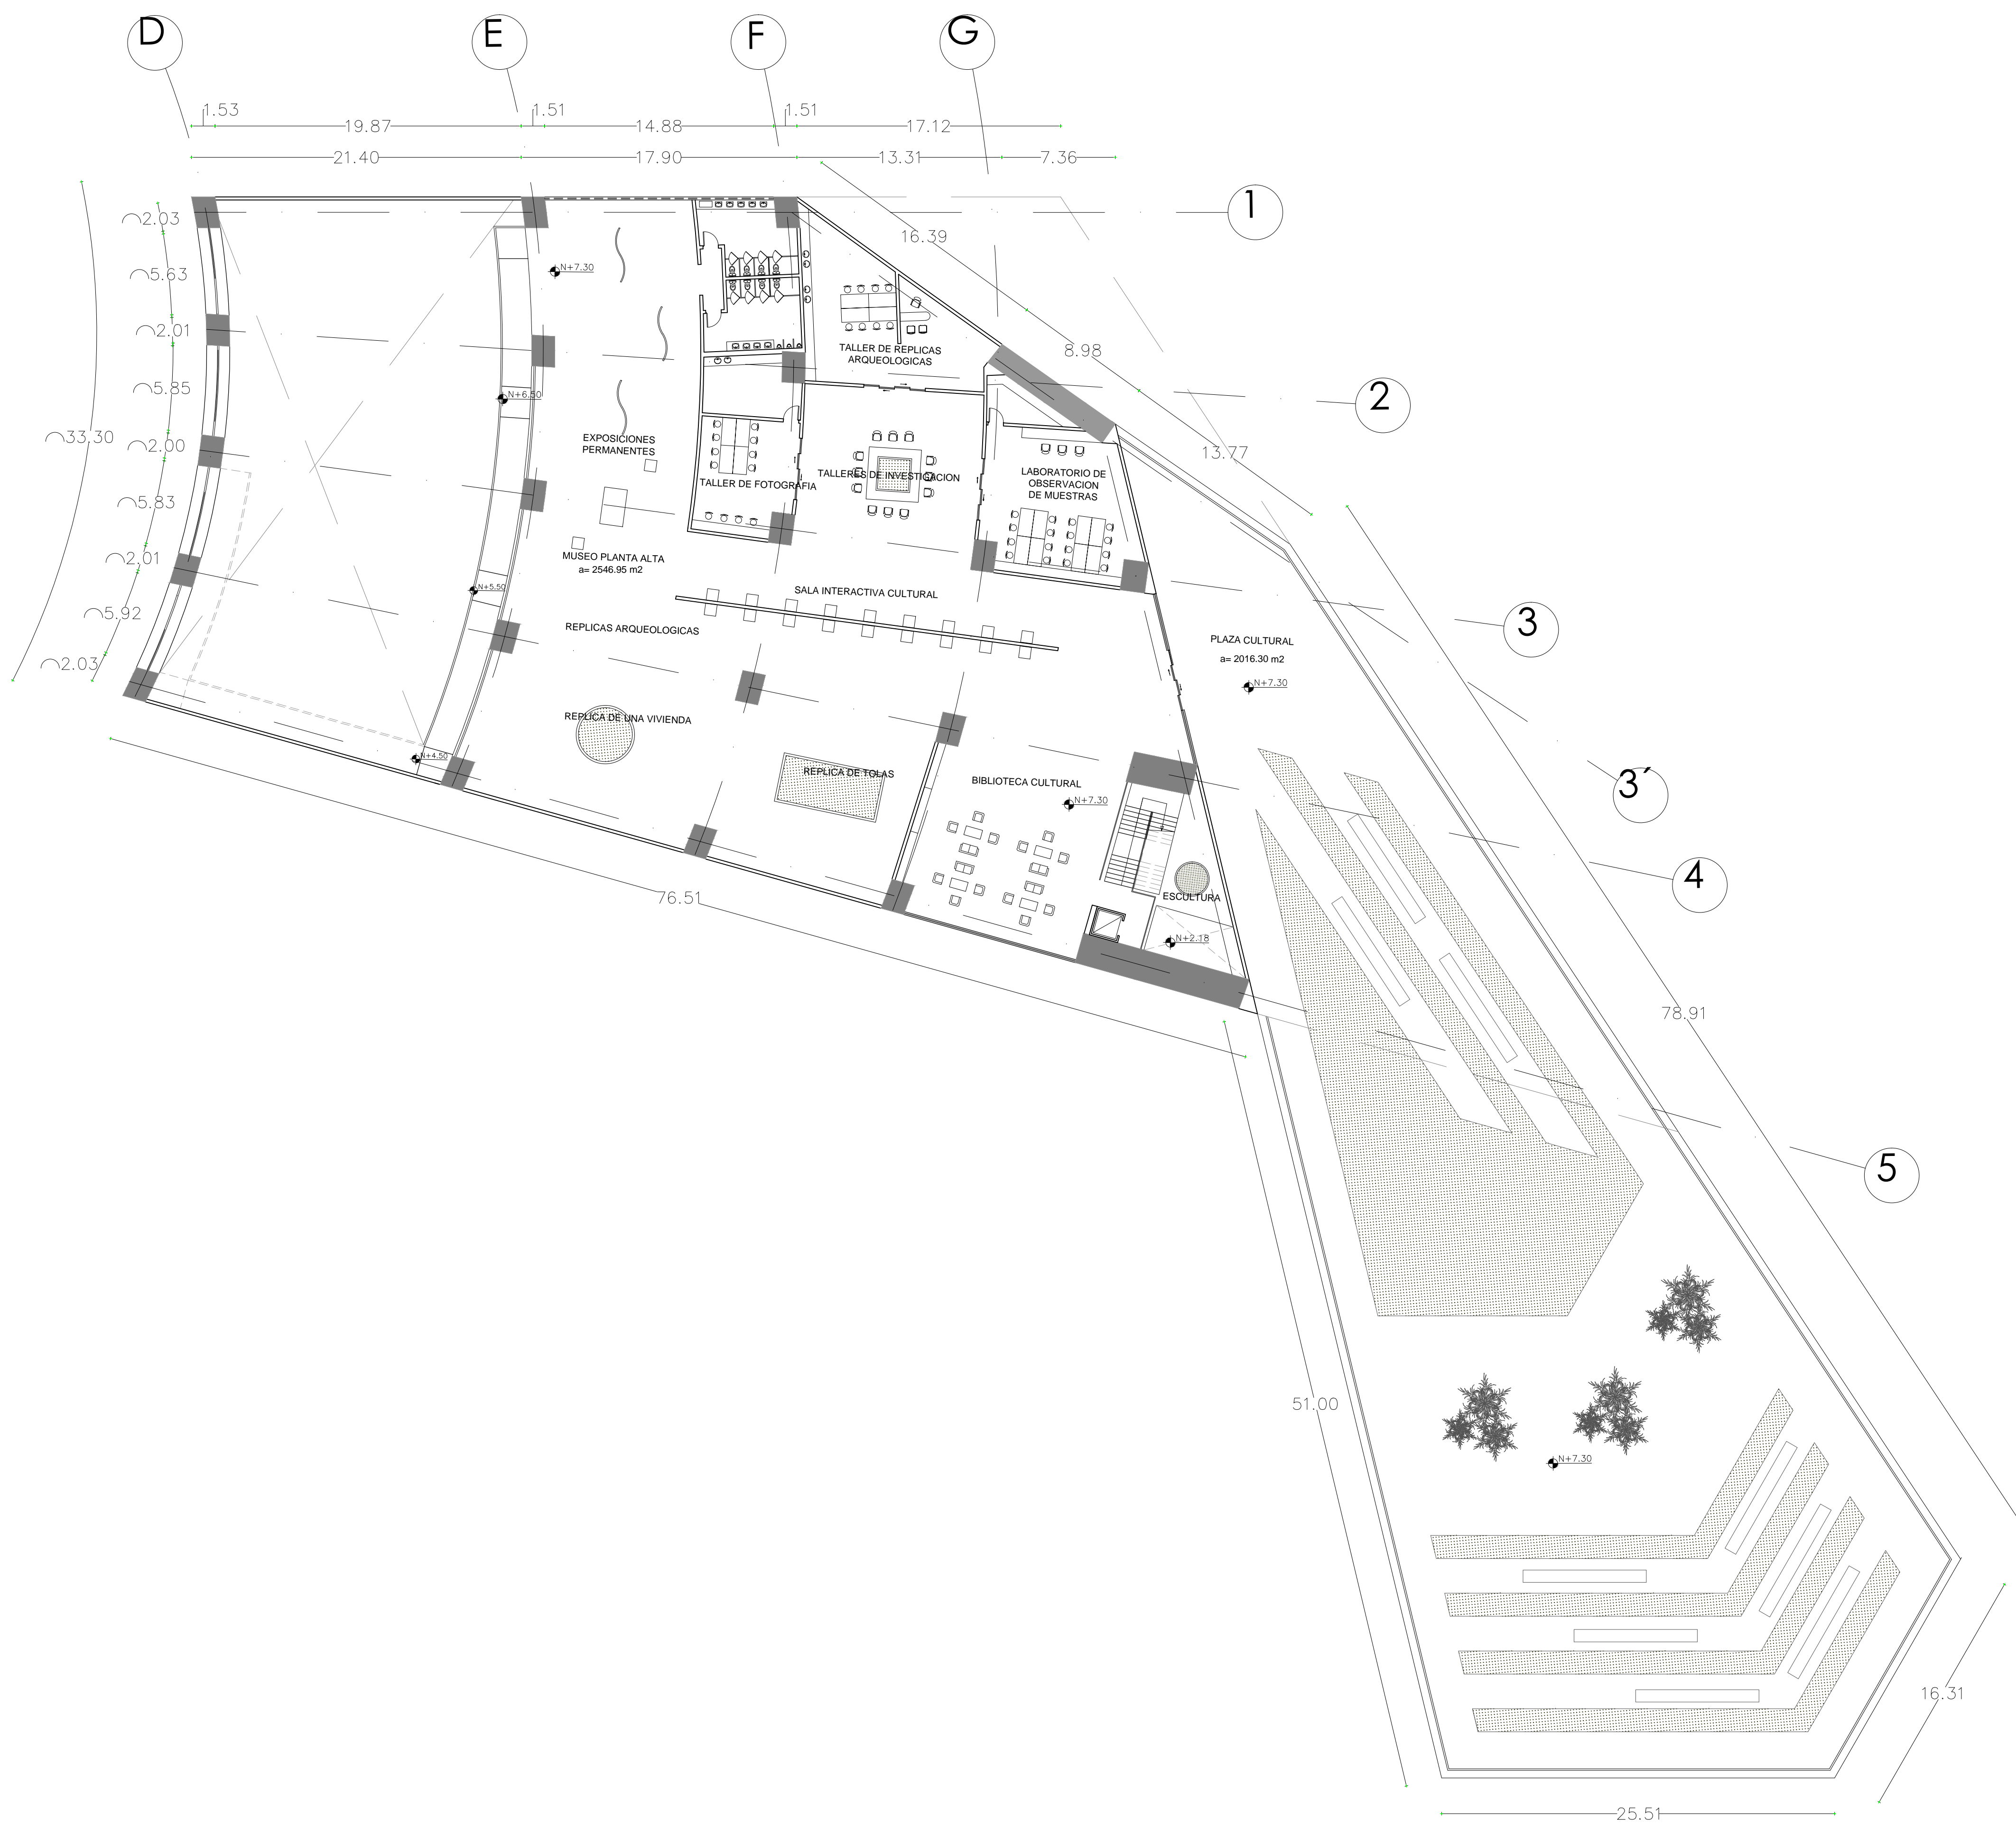 D
E
F
G
1.53
1.51
1.51
19.87
14.88
17.12
21.40
17.90
13.31
7.36
1
2.03
16.39
5.63
N+7.30
2.01
8.98
TALLER DE REPLICAS
ARQUEOLOGICAS
5.85
2
N+6.50
33.30
2.00
EXPOSICIONES
PERMANENTES
13.77
TALLER DE FOTOGRAFIA
TALLERES DE INVESTIGACION
LABORATORIO DE
OBSERVACION
DE MUESTRAS
5.83
2.01
MUSEO PLANTA ALTA
a= 2546.95 m2
N+5.50
SALA INTERACTIVA CULTURAL
5.92
3
REPLICAS ARQUEOLOGICAS
PLAZA CULTURAL
a= 2016.30 m2
2.03
N+7.30
REPLICA DE UNA VIVIENDA
N+4.50
REPLICA DE TOLAS
BIBLIOTECA CULTURAL
3´
N+7.30
4
76.51
ESCULTURA
N+2.18
78.91
5
51.00
N+7.30
16.31
25.51